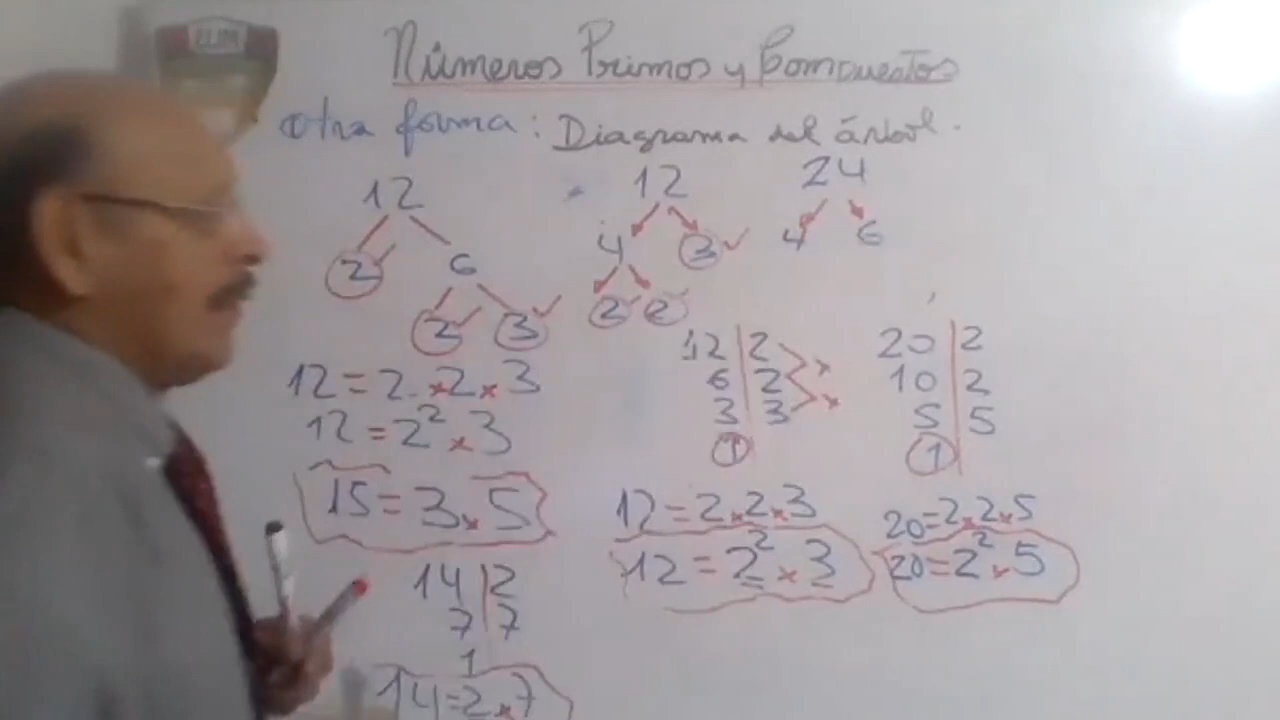 Números Primos y Compuestos
otra forma: Diagrama del árbol.
12
2 6
2 3
12 = 2 x 2 x 3
12 = 2² x 3
15 = 3 x 5
14 | 2
7 | 7
1
14 = 2 x 7
12
4 3
2 2
24
4 6
12 | 2
6 | 2
3 | 3
1
x
x
12 = 2 x 2 x 3
12 = 2² x 3
20 | 2
10 | 2
5 | 5
1
20 = 2 x 2 x 5
20 = 2² x 5